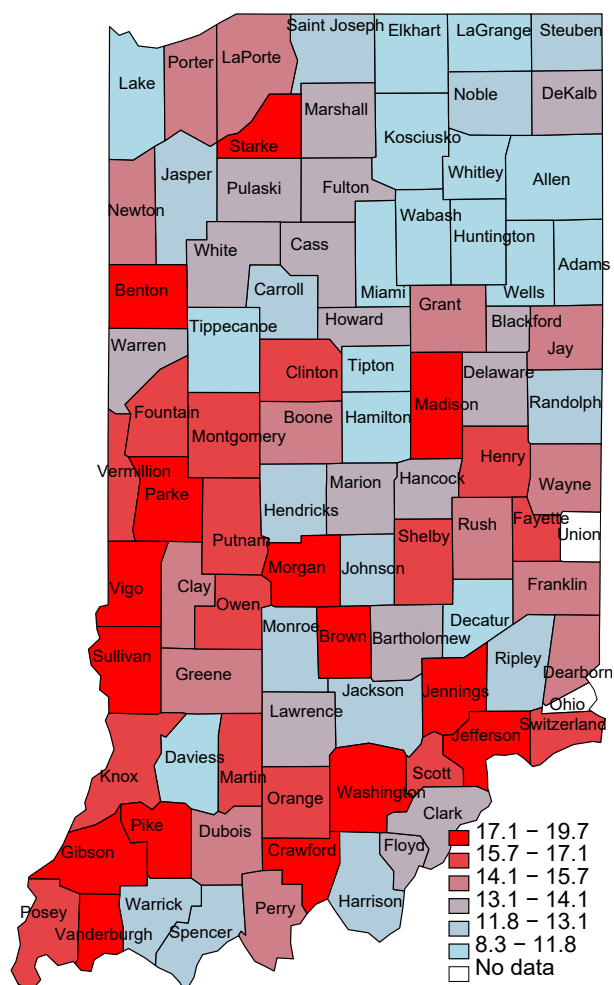 Saint Joseph Elkhart LaGrange Steuben
Lake Porter LaPorte
Noble DeKalb
Marshall
Starke Kosciusko
Jasper Pulaski Fulton Whitley Allen
Newton Wabash
White Cass Huntington
Benton Carroll Miami Wells Adams
Tippecanoe Howard Grant Blackford
Warren Tipton Jay
Clinton Delaware
Fountain Boone Hamilton Madison Randolph
Montgomery
Vermillion Marion Hancock Henry
Parke Hendricks Wayne
Putnam Shelby Rush Fayette
Union
Vigo Clay Morgan Johnson
Owen Franklin
Sullivan Monroe Brown Bartholomew Decatur
Greene Jackson Jennings Ripley Dearborn
Lawrence Ohio
Daviess Jefferson Switzerland
Knox Martin Orange Washington Scott
Pike Dubois Clark
Gibson Crawford Floyd
Posey Warrick Perry Harrison
Vanderburgh Spencer
17.1 − 19.7
15.7 − 17.1
14.1 − 15.7
13.1 − 14.1
11.8 − 13.1
8.3 − 11.8
No data